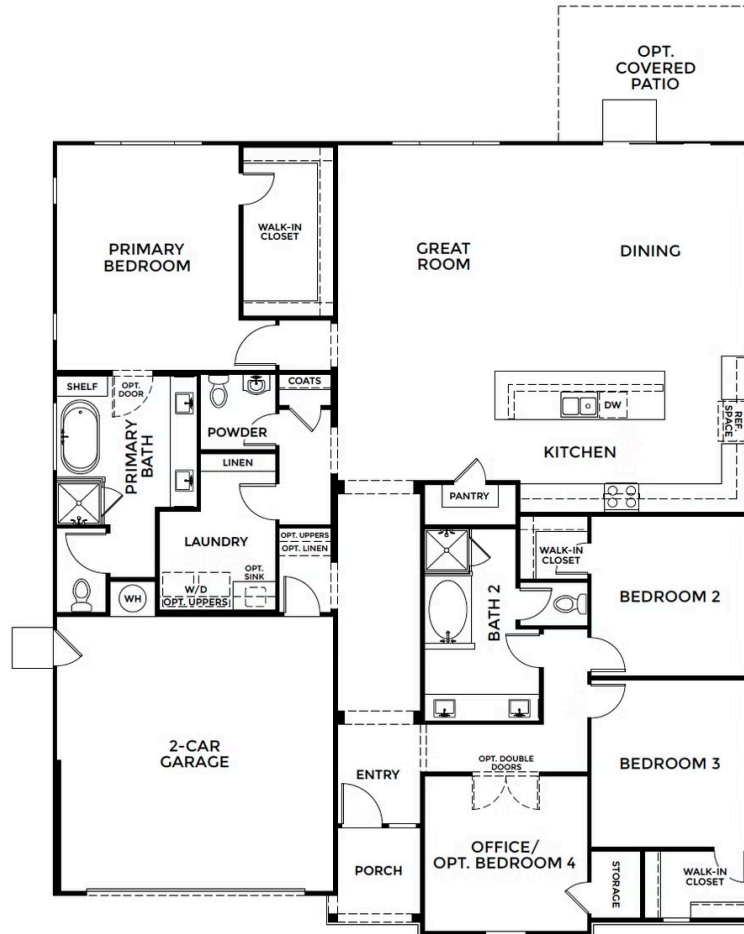 OPT.
COVERED
PATIO
WALK-IN
CLOSET
PRIMARY
BEDROOM
GREAT
ROOM
DINING
SHELF
OPT.
DOOR
COATS
PRIMARY
BATH
POWDER
DW
REF.
SPACE
KITCHEN
LINEN
PANTRY
LAUNDRY
OPT. UPPERS
OPT. LINEN
OPT.
SINK
W/D
OPT. UPPERS
WH
WALK-IN
CLOSET
BATH 2
BEDROOM 2
2-CAR
GARAGE
ENTRY
OPT. DOUBLE
DOORS
BEDROOM 3
OFFICE/
OPT. BEDROOM 4
PORCH
STORAGE
WALK-IN
CLOSET